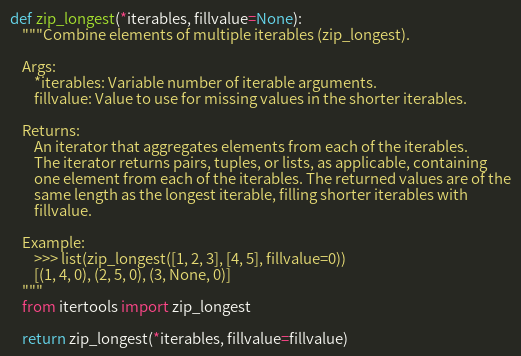 def zip_longest(*iterables, fillvalue=None):
"""Combine elements of multiple iterables (zip_longest).
Args:
*iterables: Variable number of iterable arguments.
fillvalue: Value to use for missing values in the shorter iterables.
Returns:
An iterator that aggregates elements from each of the iterables.
The iterator returns pairs, tuples, or lists, as applicable, containing
one element from each of the iterables. The returned values are of the
same length as the longest iterable, filling shorter iterables with
fillvalue.
Example:
>>> list(zip_longest([1, 2, 3], [4, 5], fillvalue=0))
[(1, 4, 0), (2, 5, 0), (3, None, 0)]
"""
from itertools import zip_longest
return zip_longest(*iterables, fillvalue=fillvalue)